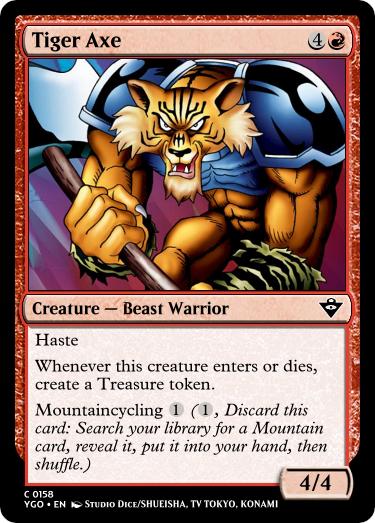 Tiger Axe 4
Creature — Beast Warrior
Haste
Whenever this creature enters or dies,
create a Treasure token.
Mountaincycling 1 (1, Discard this
card: Search your library for a Mountain
card, reveal it, put it into your hand, then
shuffle.)
4/4
C 0158
YGO • EN Studio Dice/SHUEISHA, TV TOKYO, KONAMI